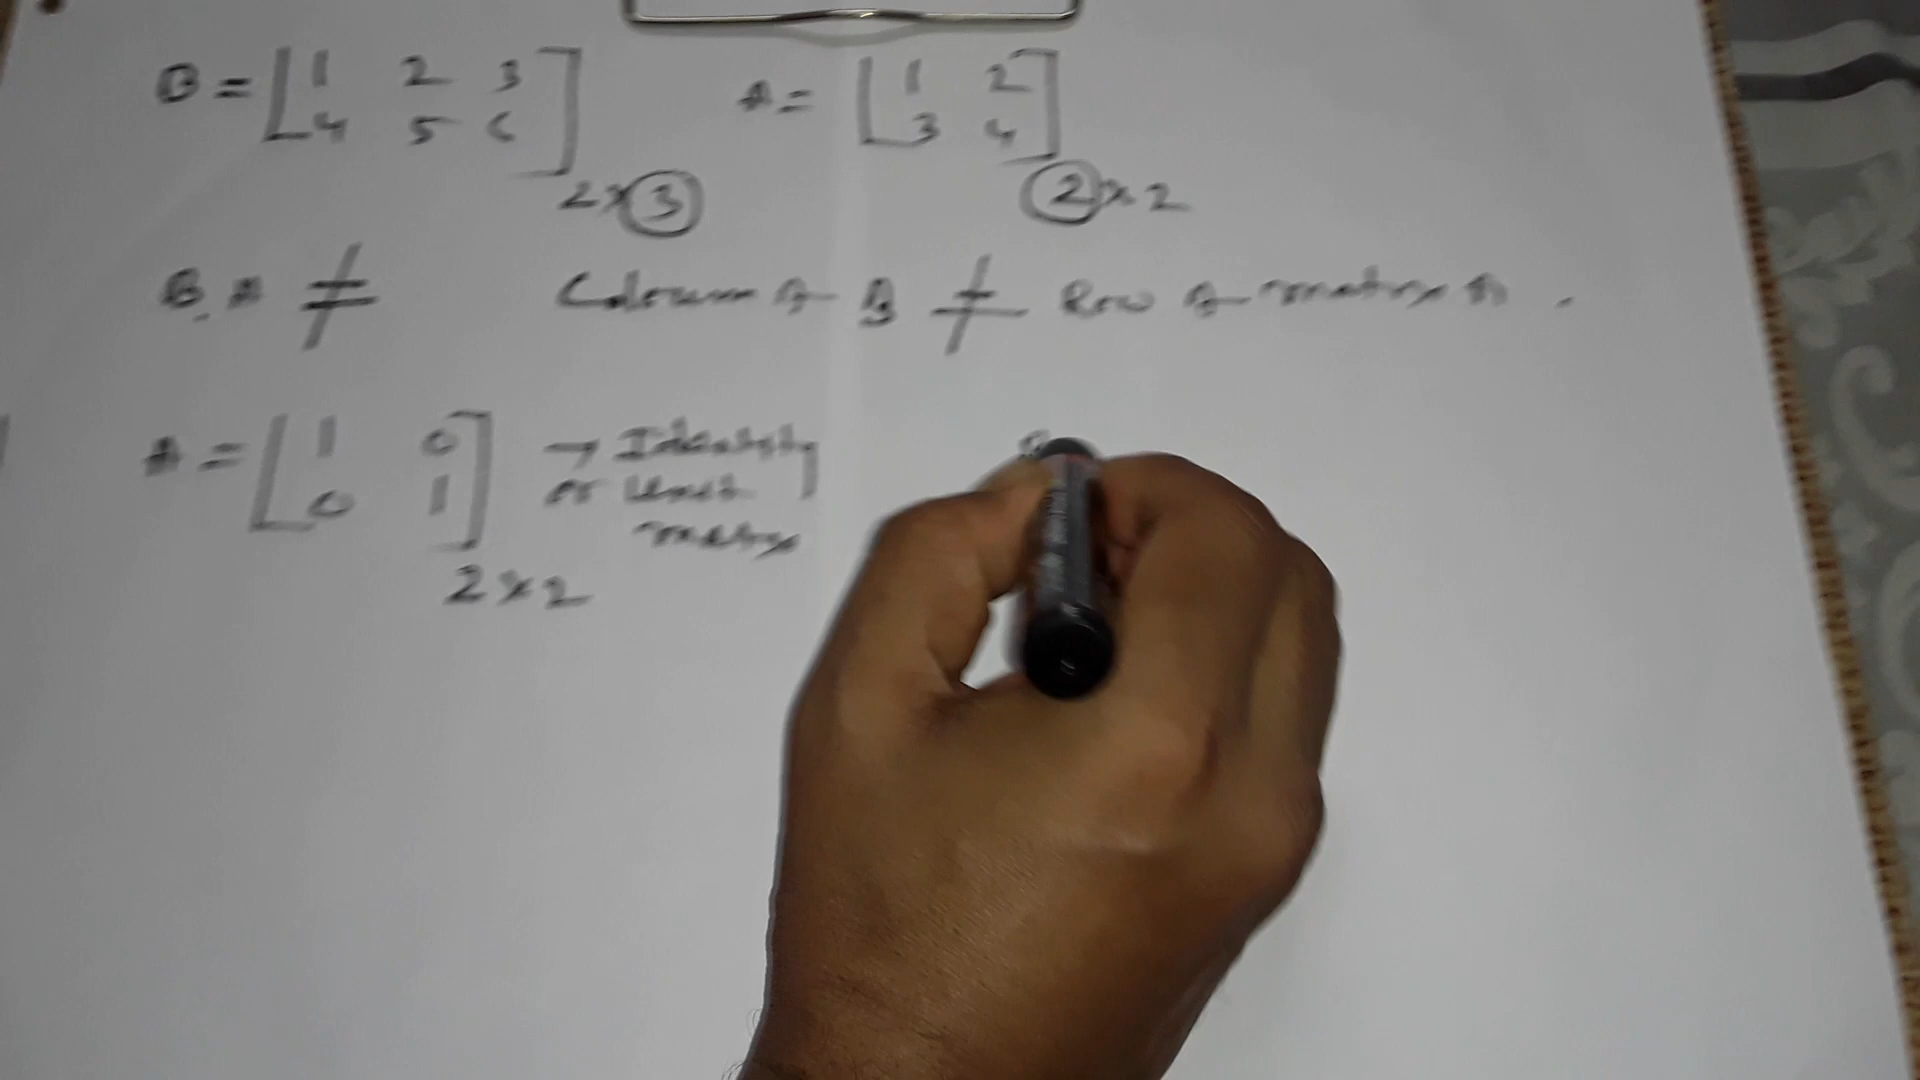 B = [1 2 3 A = [1 2
4 5 6] 3 4]
2×3 2×2
B.A ≠ Column of B ≠ Row of matrix A.
A = [1 0 → Identity
0 1] or Unit
matrix
2×2